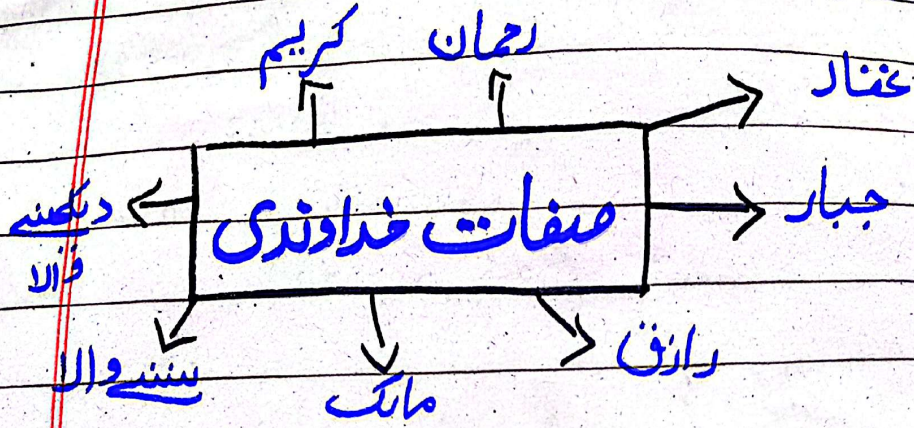 رحمان
کریم
غفار
جبار
صفات خداوندی
دیکھنے
والا
رازق
مالک
سننے والا